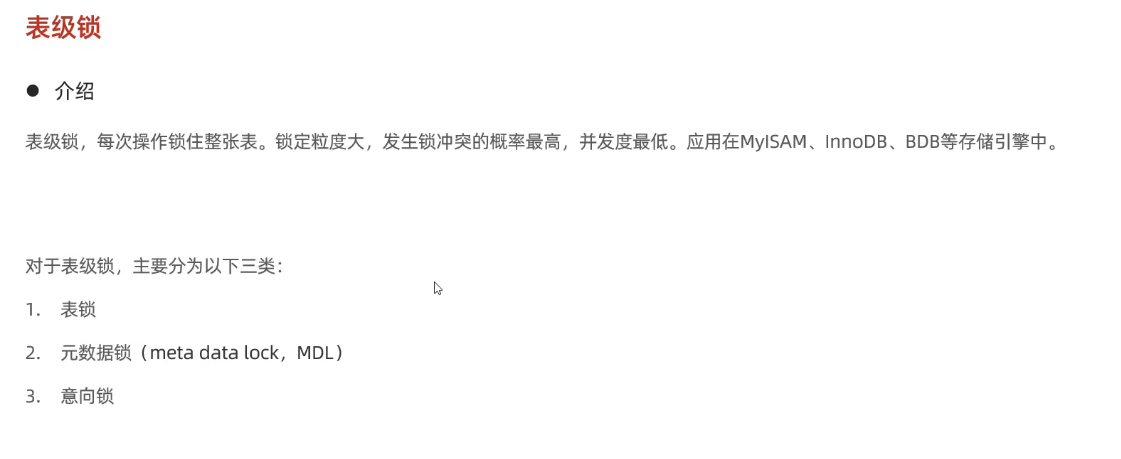 表级锁
● 介绍
表级锁，每次操作锁住整张表。锁定粒度大，发生锁冲突的概率最高，并发度最低。应用在MyISAM、InnoDB、BDB等存储引擎中。
对于表级锁，主要分为以下三类：
1. 表锁
2. 元数据锁（meta data lock，MDL）
3. 意向锁